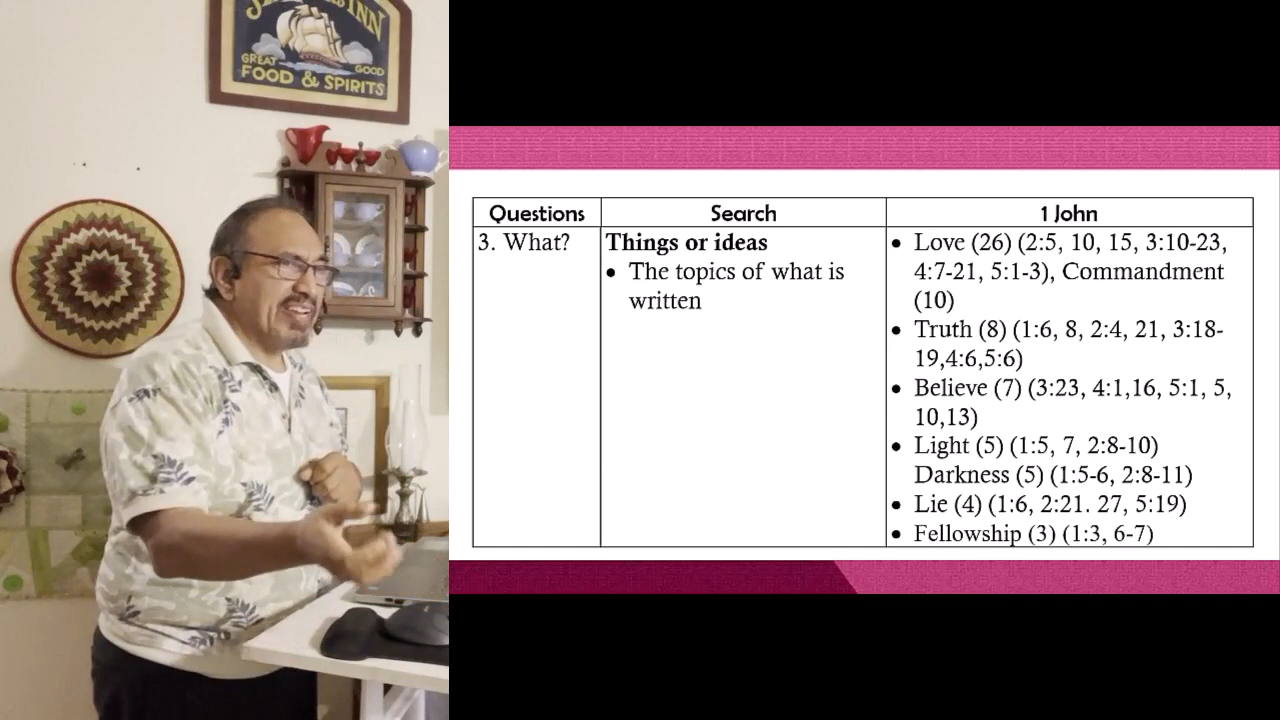 INN
GREAT GOOD
FOOD & SPIRITS
Questions Search 1 John
3. What? Things or ideas
• The topics of what is
written
• Love (26) (2:5, 10, 15, 3:10-23,
4:7-21, 5:1-3), Commandment
(10)
• Truth (8) (1:6, 8, 2:4, 21, 3:18-
19,4:6,5:6)
• Believe (7) (3:23, 4:1,16, 5:1, 5,
10,13)
• Light (5) (1:5, 7, 2:8-10)
Darkness (5) (1:5-6, 2:8-11)
• Lie (4) (1:6, 2:21. 27, 5:19)
• Fellowship (3) (1:3, 6-7)